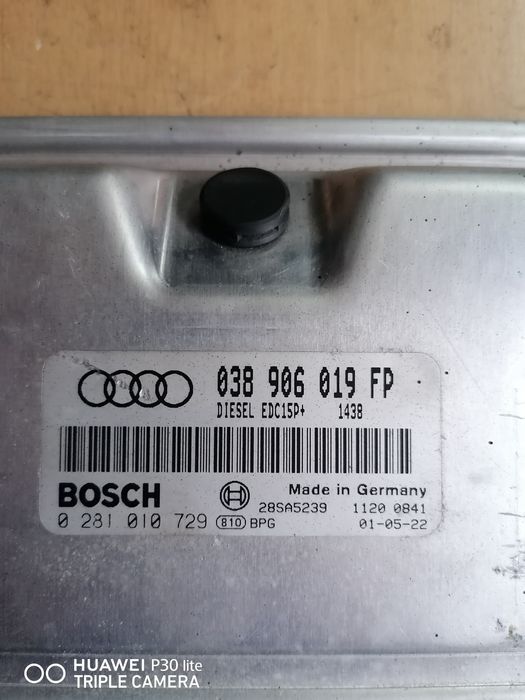 038 906 019 FP
DIESEL EDC15P+ 1438
BOSCH Made in Germany
28SA5239 1120 0841
0 281 010 729 810 BPG 01-05-22
HUAWEI P30 lite
TRIPLE CAMERA